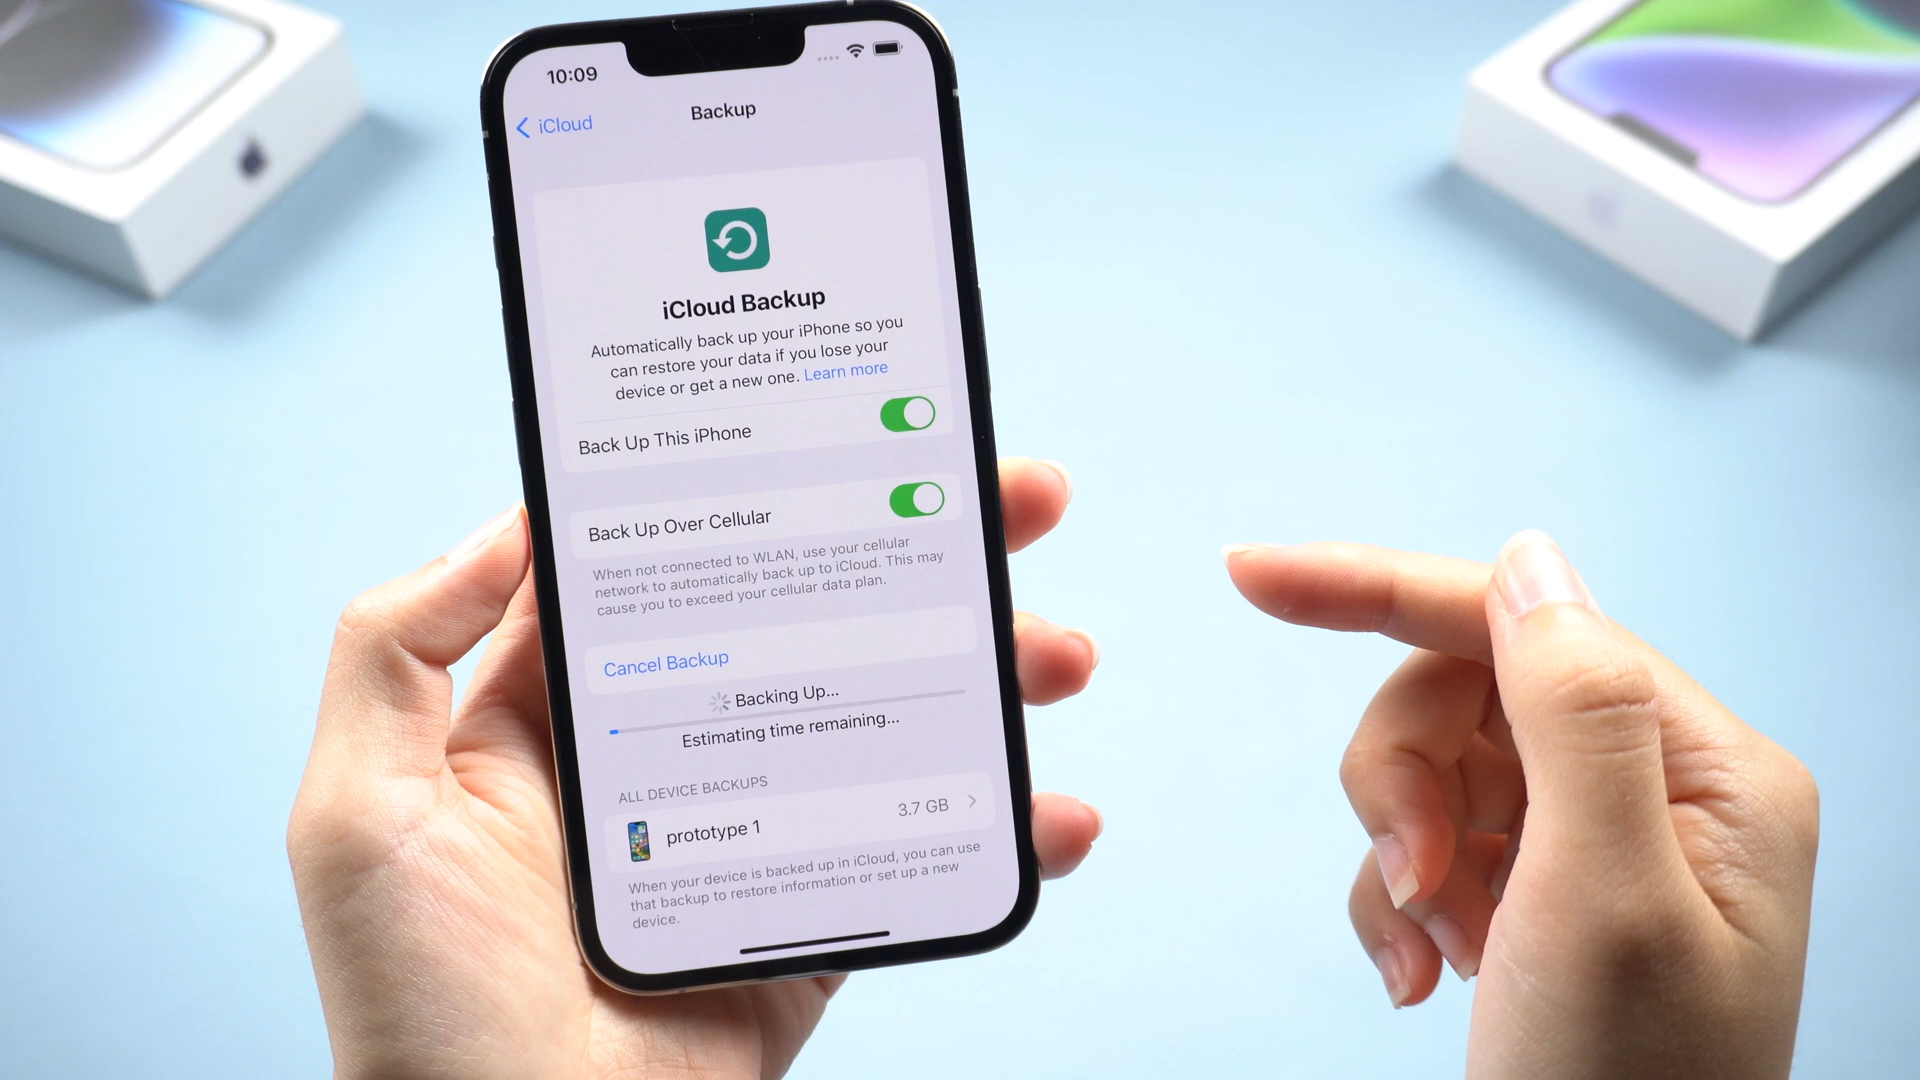 10:09
iCloud
Backup
iCloud Backup
Automatically back up your iPhone so you
can restore your data if you lose your
device or get a new one. Learn more
Back Up This iPhone
Back Up Over Cellular
When not connected to WLAN, use your cellular
network to automatically back up to iCloud. This may
cause you to exceed your cellular data plan.
Cancel Backup
Backing Up...
Estimating time remaining...
ALL DEVICE BACKUPS
prototype 1
3.7 GB
When your device is backed up in iCloud, you can use
that backup to restore information or set up a new
device.